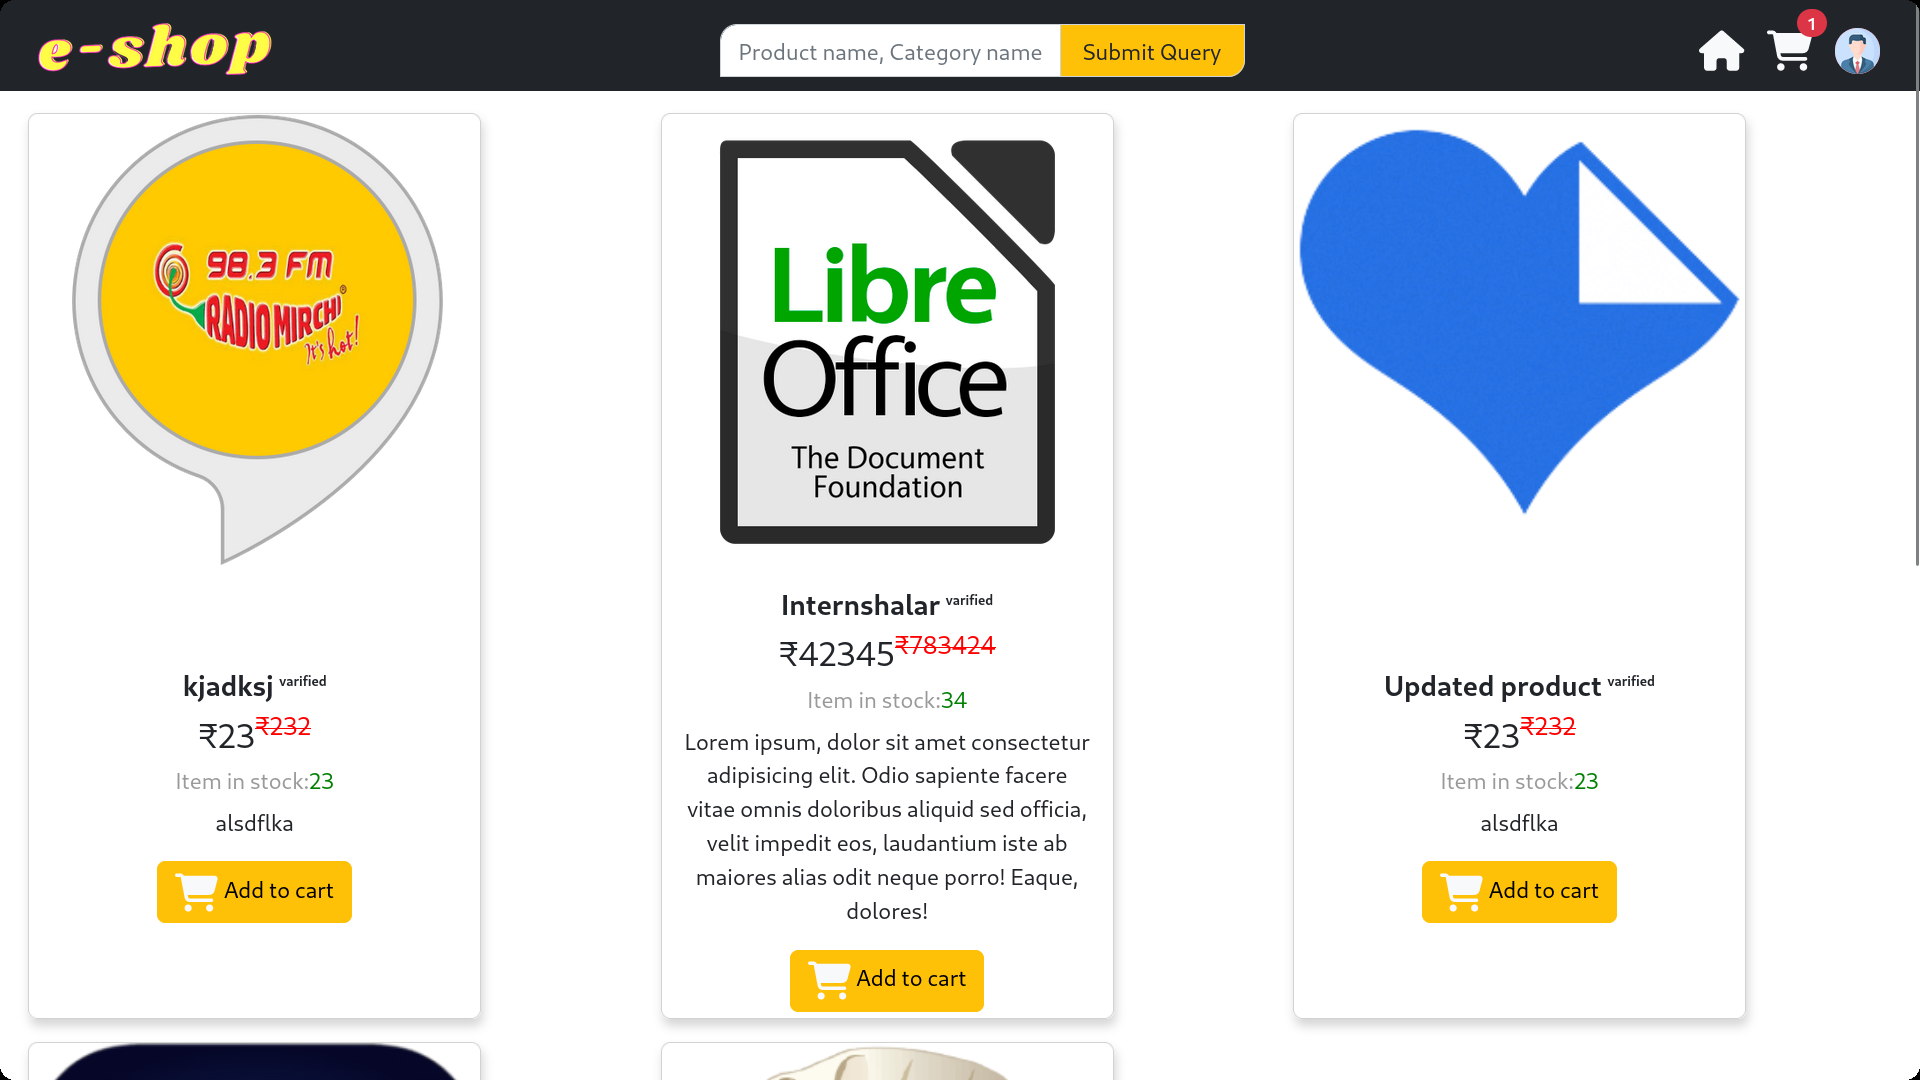 e-shop
Product name, Category name
Submit Query
1
98.3 FM
RADIO MIRCHI
®
It's hot!
kjadksj varified
₹23₹232
Item in stock:23
alsdflka
Add to cart
Libre
Office
The Document
Foundation
Internshalar varified
₹42345₹783424
Item in stock:34
Lorem ipsum, dolor sit amet consectetur
adipisicing elit. Odio sapiente facere
vitae omnis doloribus aliquid sed officia,
velit impedit eos, laudantium iste ab
maiores alias odit neque porro! Eaque,
dolores!
Add to cart
Updated product varified
₹23₹232
Item in stock:23
alsdflka
Add to cart